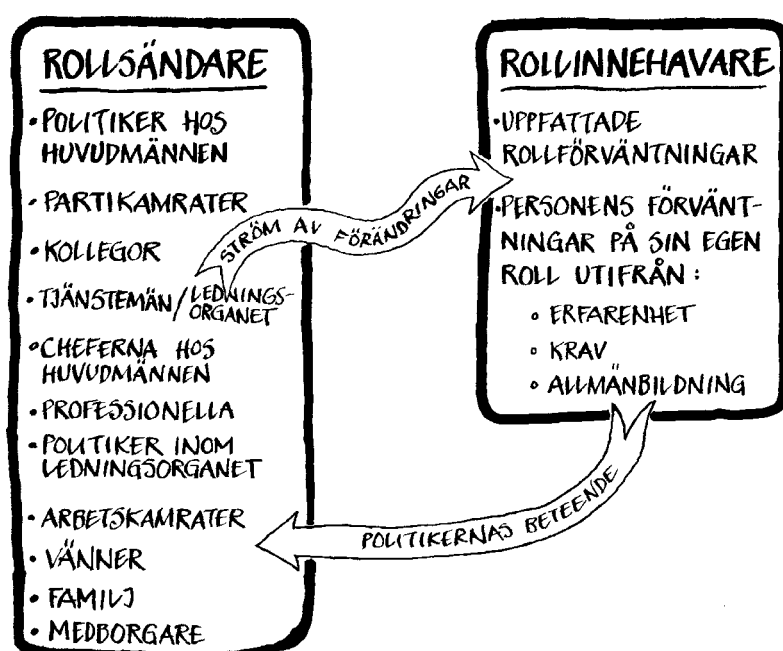 ROLLSÄNDARE
• POLITIKER HOS
HUVUDMÄNNEN
• PARTIKAMRATER
• KOLLEGOR
• TJÄNSTEMÄN/LEDNINGS-
ORGANET
• CHEFERNA HOS
HUVUDMÄNNEN
• PROFESSIONELLA
• POLITIKER INOM
LEDNINGSORGANET
• ARBETSKAMRATER
• VÄNNER
• FAMILJ
• MEDBORGARE
STRÖM AV FÖRÄNDRINGAR
ROLLINNEHAVARE
• UPPFATTADE
ROLLFÖRVÄNTNINGAR
• PERSONENS FÖRVÄNT-
NINGAR PÅ SIN EGEN
ROLL UTIFRÅN:
∘ ERFARENHET
∘ KRAV
∘ ALLMÄNBILDNING
POLITIKERNAS BETEENDE